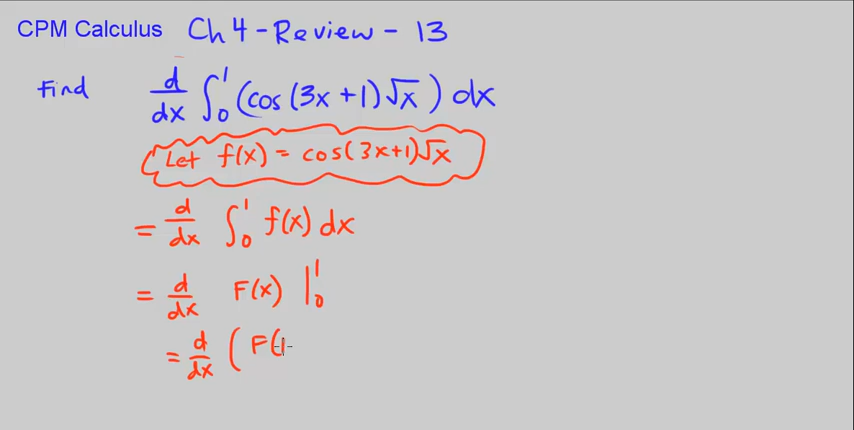 CPM Calculus Ch 4 - Review - 13
Find d/dx ∫₀¹ (cos(3x+1)√x) dx
Let f(x) = cos(3x+1)√x
= d/dx ∫₀¹ f(x) dx
= d/dx F(x) |₀¹
= d/dx ( F(1